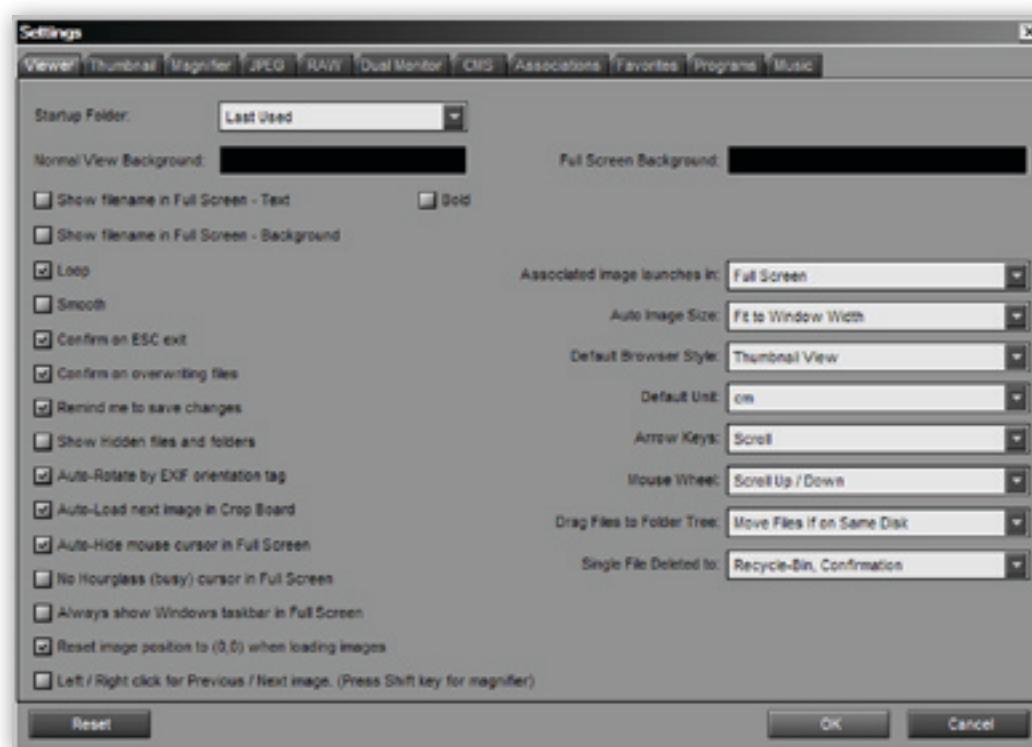 Settings
Viewer Thumbnail Magnifier JPEG RAW Dual Monitor CMS Associations Favorites Programs Music
Startup Folder: Last Used
Normal View Background: Full Screen Background:
Show filename in Full Screen - Text Bold
Show filename in Full Screen - Background
Loop Associated image launches in: Full Screen
Smooth Auto Image Size: Fit to Window Width
Confirm on ESC exit Default Browser Style: Thumbnail View
Confirm on overwriting files Default Unit: cm
Remind me to save changes Arrow Keys: Scroll
Show Hidden files and folders
Auto-Rotate by EXIF orientation tag Mouse Wheel: Scroll Up / Down
Auto-Load next image in Crop Board Drag Files to Folder Tree: Move Files if on Same Disk
Auto-Hide mouse cursor in Full Screen Single File Deleted to: Recycle-Bin, Confirmation
No Hourglass (busy) cursor in Full Screen
Always show Windows taskbar in Full Screen
Reset image position to (0,0) when loading images
Left / Right click for Previous / Next image. (Press Shift key for magnifier)
Reset OK Cancel